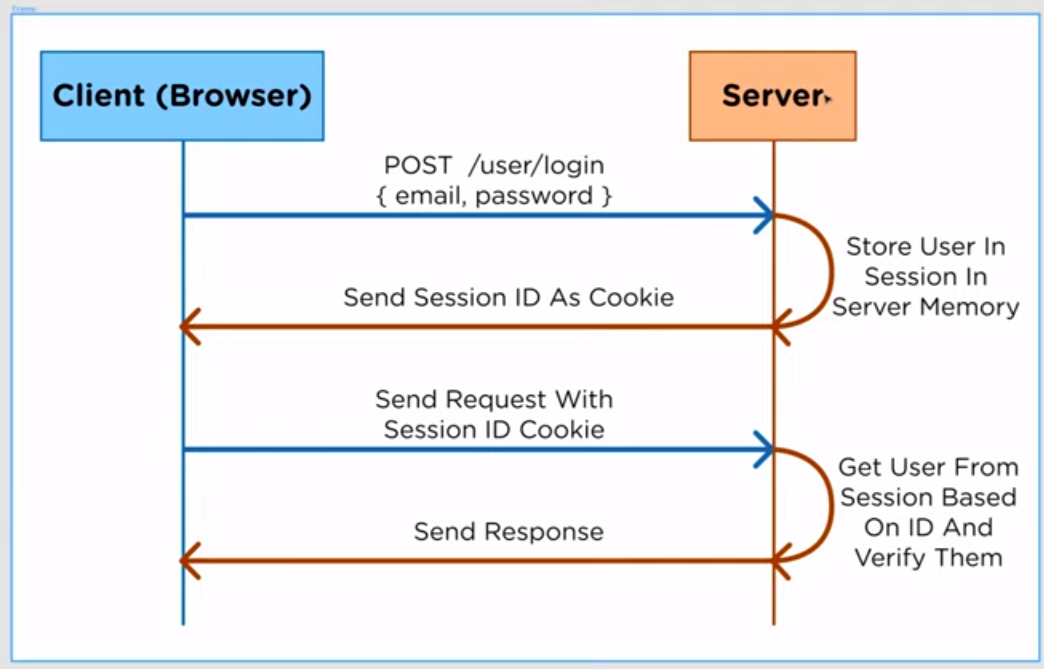 Frame
Client (Browser)
Server
POST /user/login
{ email, password }
Store User In
Session In
Server Memory
Send Session ID As Cookie
Send Request With
Session ID Cookie
Get User From
Session Based
On ID And
Verify Them
Send Response